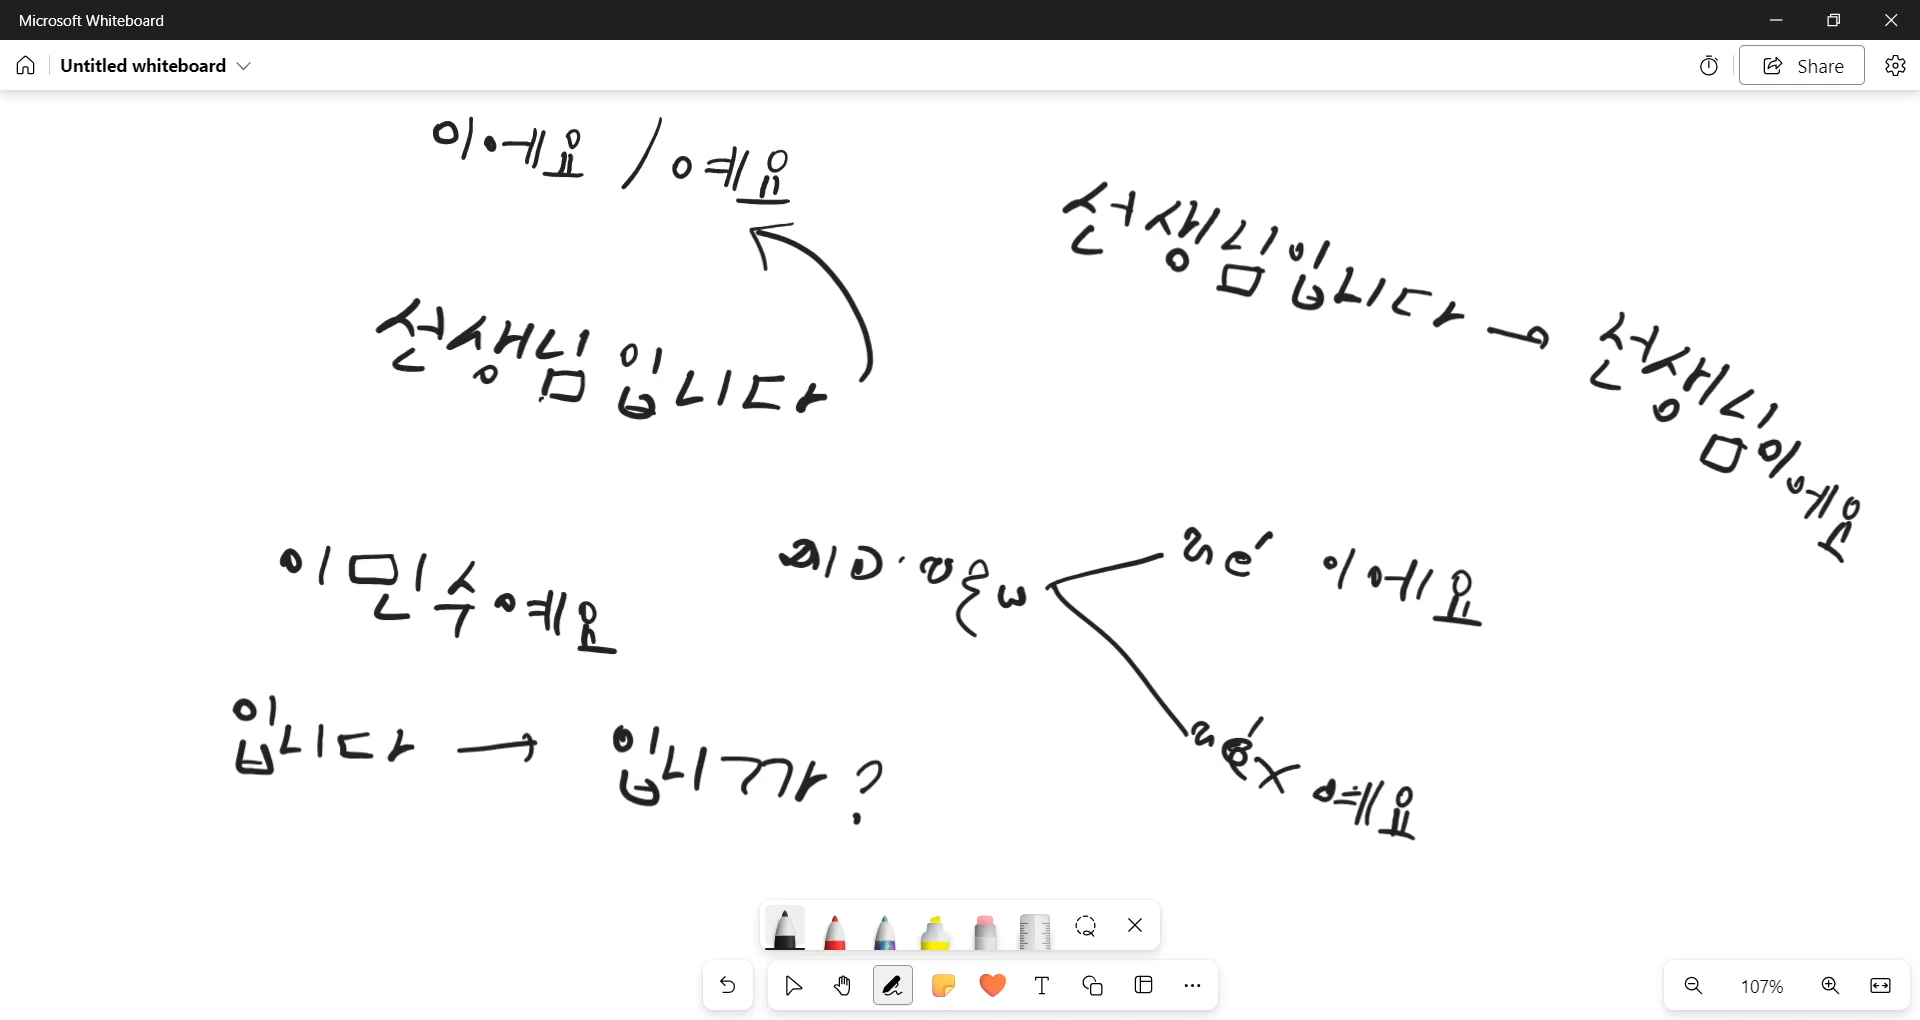 Microsoft Whiteboard
Untitled whiteboard
Share
이에요 / 예요
선생님입니다 → 선생님이에요
선생님 입니다
이민수예요
이에요
입니다 → 입니까?
예요
107%